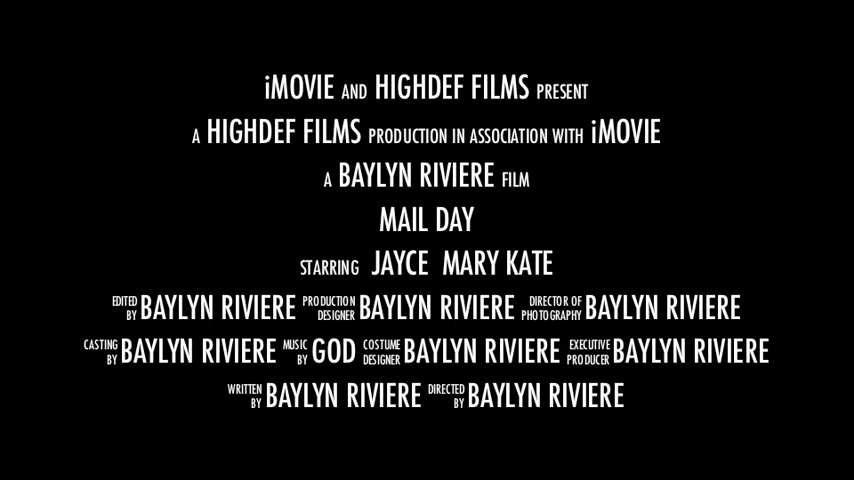 iMOVIE AND HIGHDEF FILMS PRESENT
A HIGHDEF FILMS PRODUCTION IN ASSOCIATION WITH iMOVIE
A BAYLYN RIVIERE FILM
MAIL DAY
STARRING JAYCE MARY KATE
EDITED BY BAYLYN RIVIERE PRODUCTION DESIGNER BAYLYN RIVIERE DIRECTOR OF PHOTOGRAPHY BAYLYN RIVIERE
CASTING BY BAYLYN RIVIERE MUSIC BY GOD COSTUME DESIGNER BAYLYN RIVIERE EXECUTIVE PRODUCER BAYLYN RIVIERE
WRITTEN BY BAYLYN RIVIERE DIRECTED BY BAYLYN RIVIERE